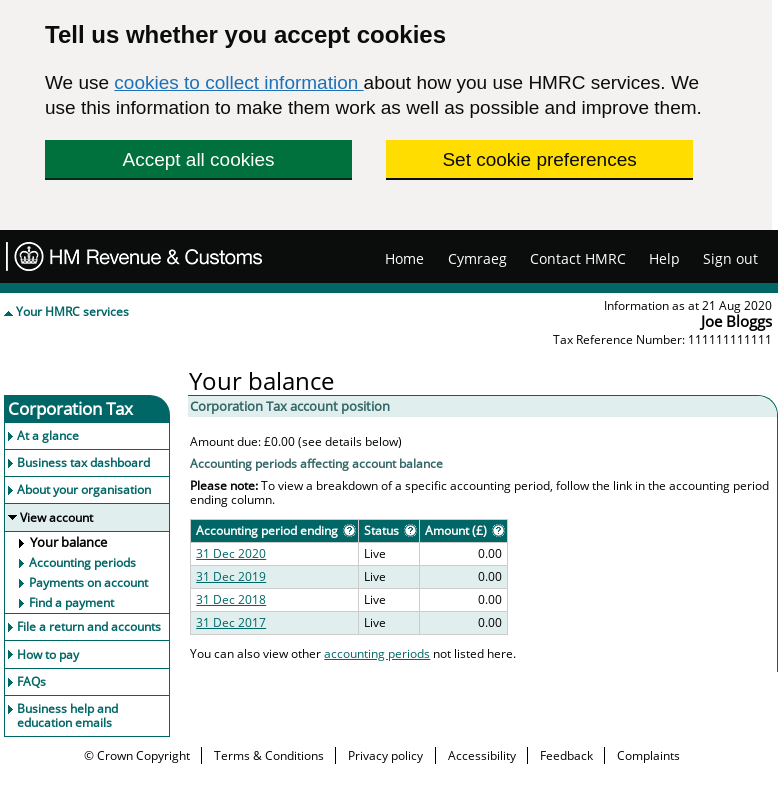 Tell us whether you accept cookies
We use cookies to collect information about how you use HMRC services. We
use this information to make them work as well as possible and improve them.
Accept all cookies
Set cookie preferences
HM Revenue & Customs
Home Cymraeg Contact HMRC Help Sign out
Your HMRC services
Information as at 21 Aug 2020
Joe Bloggs
Tax Reference Number: 111111111111
Corporation Tax
At a glance
Business tax dashboard
About your organisation
View account
Your balance
Accounting periods
Payments on account
Find a payment
File a return and accounts
How to pay
FAQs
Business help and
education emails
Your balance
Corporation Tax account position
Amount due: £0.00 (see details below)
Accounting periods affecting account balance
Please note: To view a breakdown of a specific accounting period, follow the link in the accounting period
ending column.
Accounting period ending ? Status ? Amount (£) ?
31 Dec 2020 Live 0.00
31 Dec 2019 Live 0.00
31 Dec 2018 Live 0.00
31 Dec 2017 Live 0.00
You can also view other accounting periods not listed here.
© Crown Copyright Terms & Conditions Privacy policy Accessibility Feedback Complaints